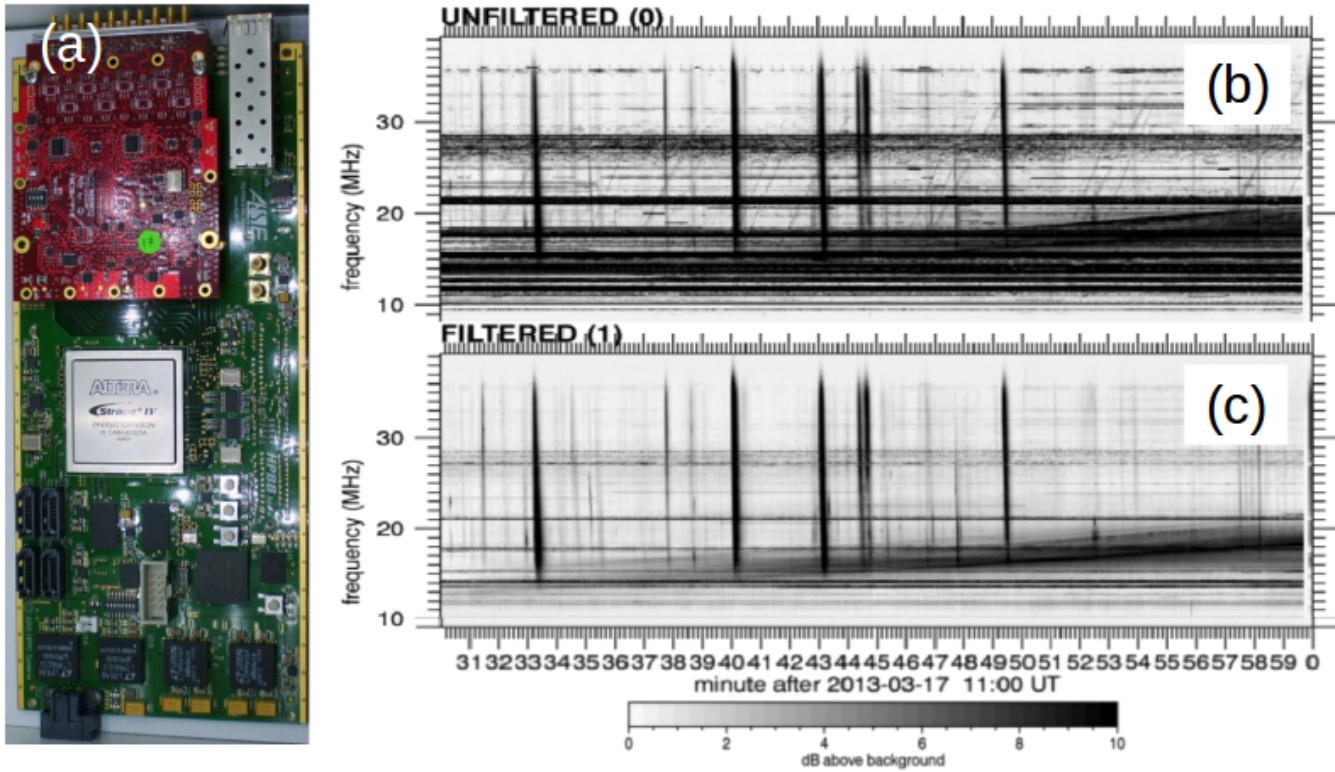 (a)
17
ALSE
ALTERA®
Stratix® IV
UNFILTERED (0)
(b)
30
20
10
frequency (MHz)
FILTERED (1)
(c)
30
20
10
frequency (MHz)
31 32 33 34 35 36 37 38 39 40 41 42 43 44 45 46 47 48 49 50 51 52 53 54 55 56 57 58 59 0
minute after 2013-03-17 11:00 UT
0 2 4 6 8 10
dB above background